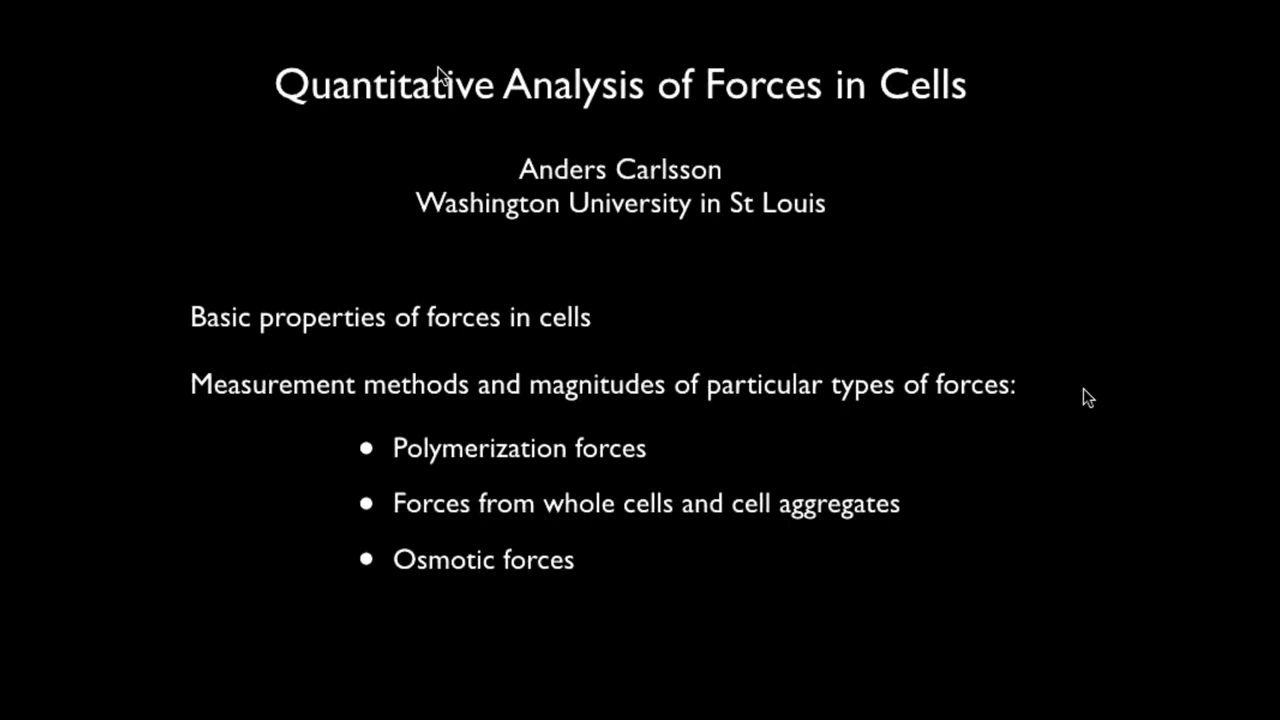 Quantitative Analysis of Forces in Cells
Anders Carlsson
Washington University in St Louis
Basic properties of forces in cells
Measurement methods and magnitudes of particular types of forces:
• Polymerization forces
• Forces from whole cells and cell aggregates
• Osmotic forces